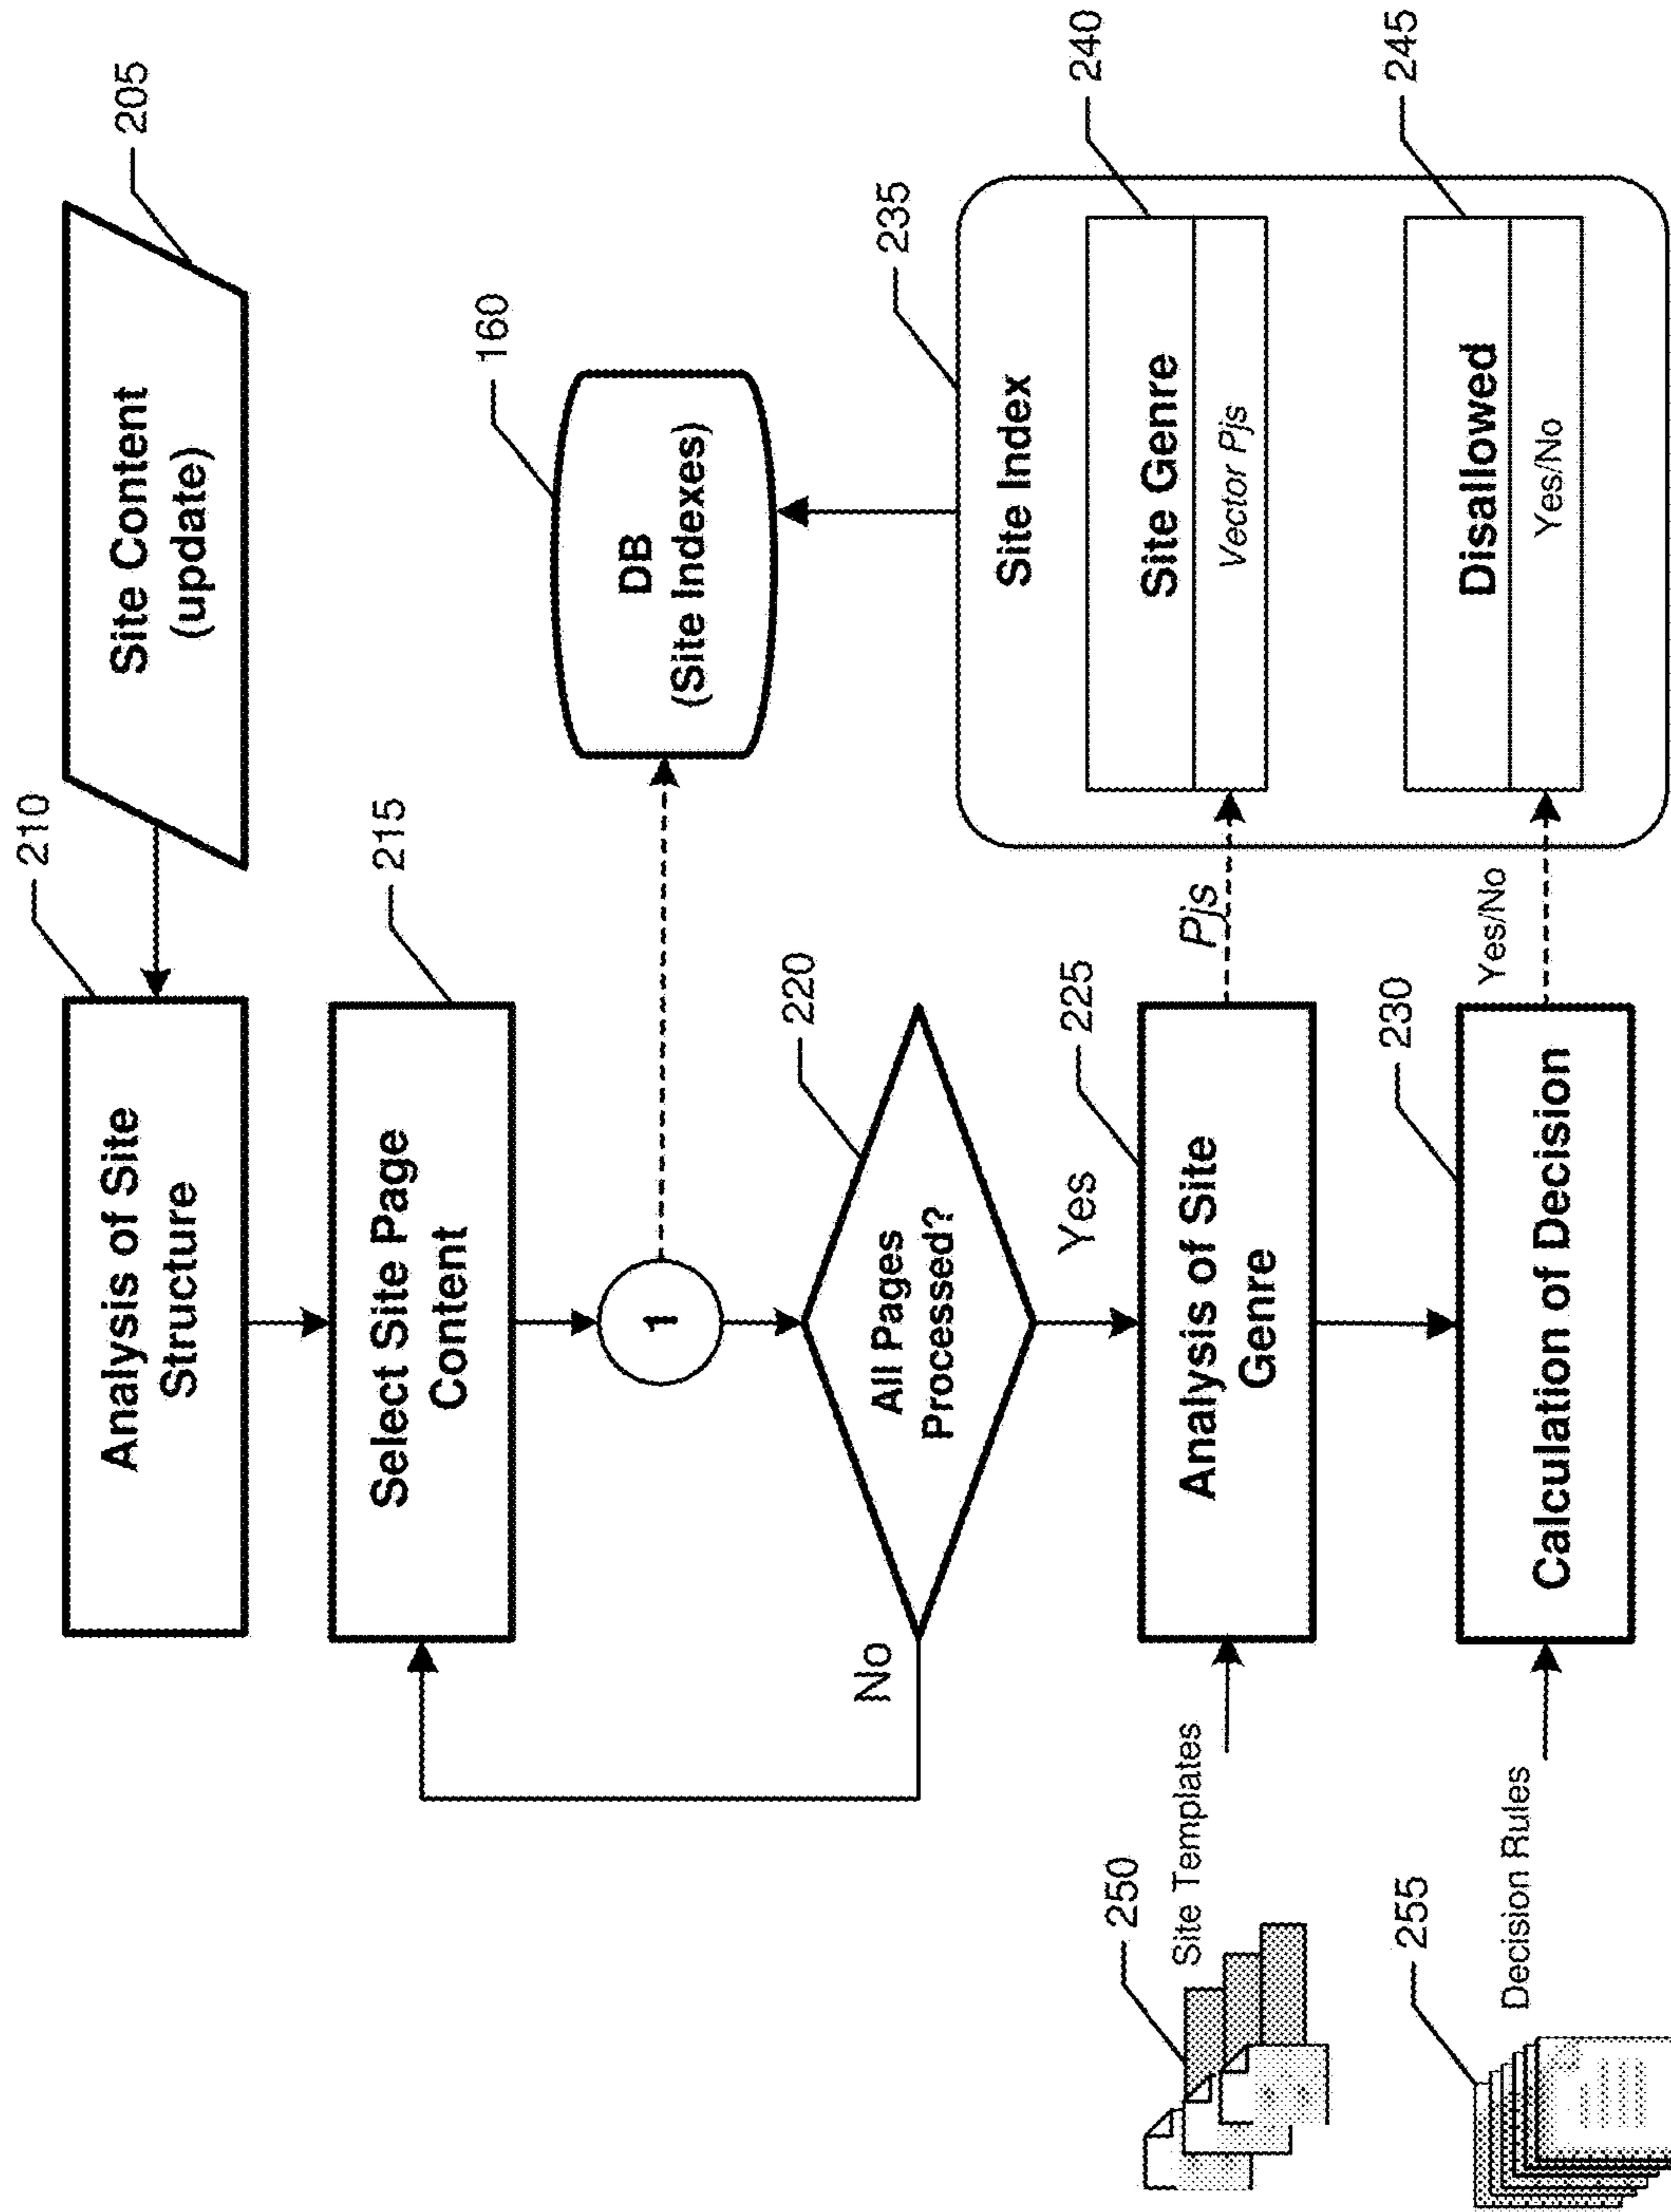 210
Analysis of Site
Structure
Site Content
(update)
205
215
Select Site Page
Content
1
DB
(Site Indexes)
160
220
All Pages
Processed?
No
Yes
235
Site Index
250
Site Templates
225
Analysis of Site
Genre
Pjs
Site Genre
Vector Pjs
240
255
Decision Rules
230
Calculation of Decision
Yes/No
Disallowed
Yes/No
245